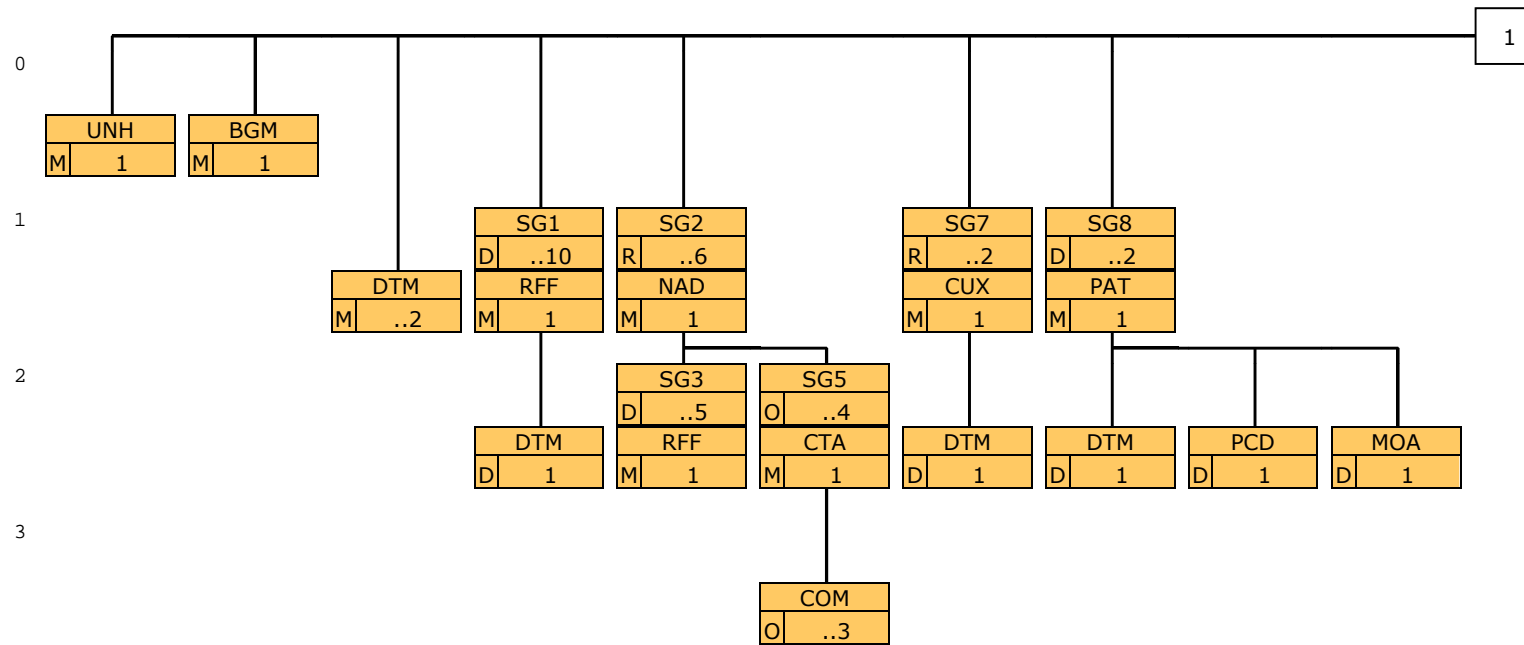 1
0
UNH
M 1
BGM
M 1
1
DTM
M ..2
SG1
D ..10
RFF
M 1
SG2
R ..6
NAD
M 1
SG7
R ..2
CUX
M 1
SG8
D ..2
PAT
M 1
2
DTM
D 1
SG3
D ..5
RFF
M 1
SG5
O ..4
CTA
M 1
DTM
D 1
DTM
D 1
PCD
D 1
MOA
D 1
3
COM
O ..3